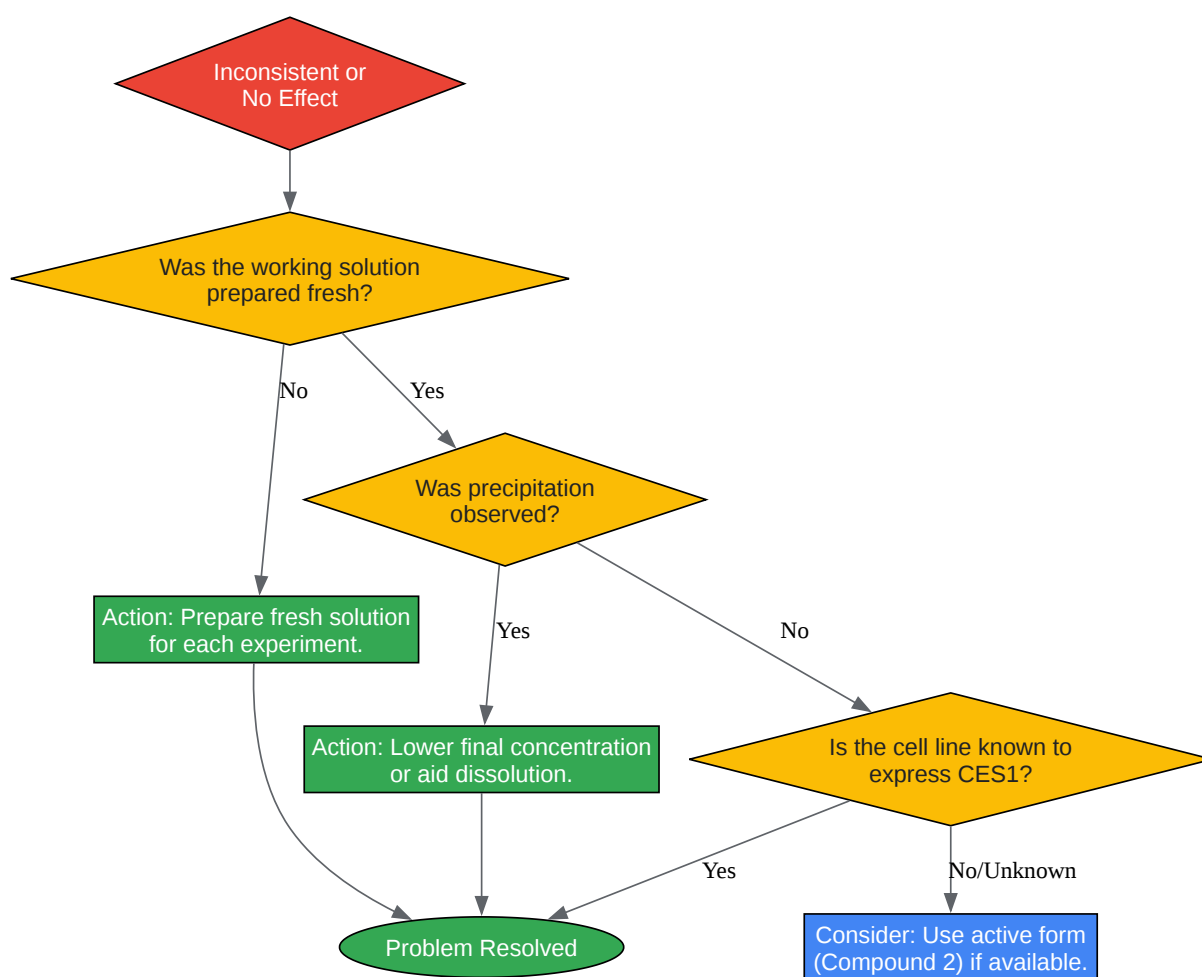 Inconsistent or
No Effect
Was the working solution
prepared fresh?
No
Yes
Was precipitation
observed?
Action: Prepare fresh solution
for each experiment.
Yes
No
Action: Lower final concentration
or aid dissolution.
Is the cell line known to
express CES1?
Yes
No/Unknown
Problem Resolved
Consider: Use active form
(Compound 2) if available.